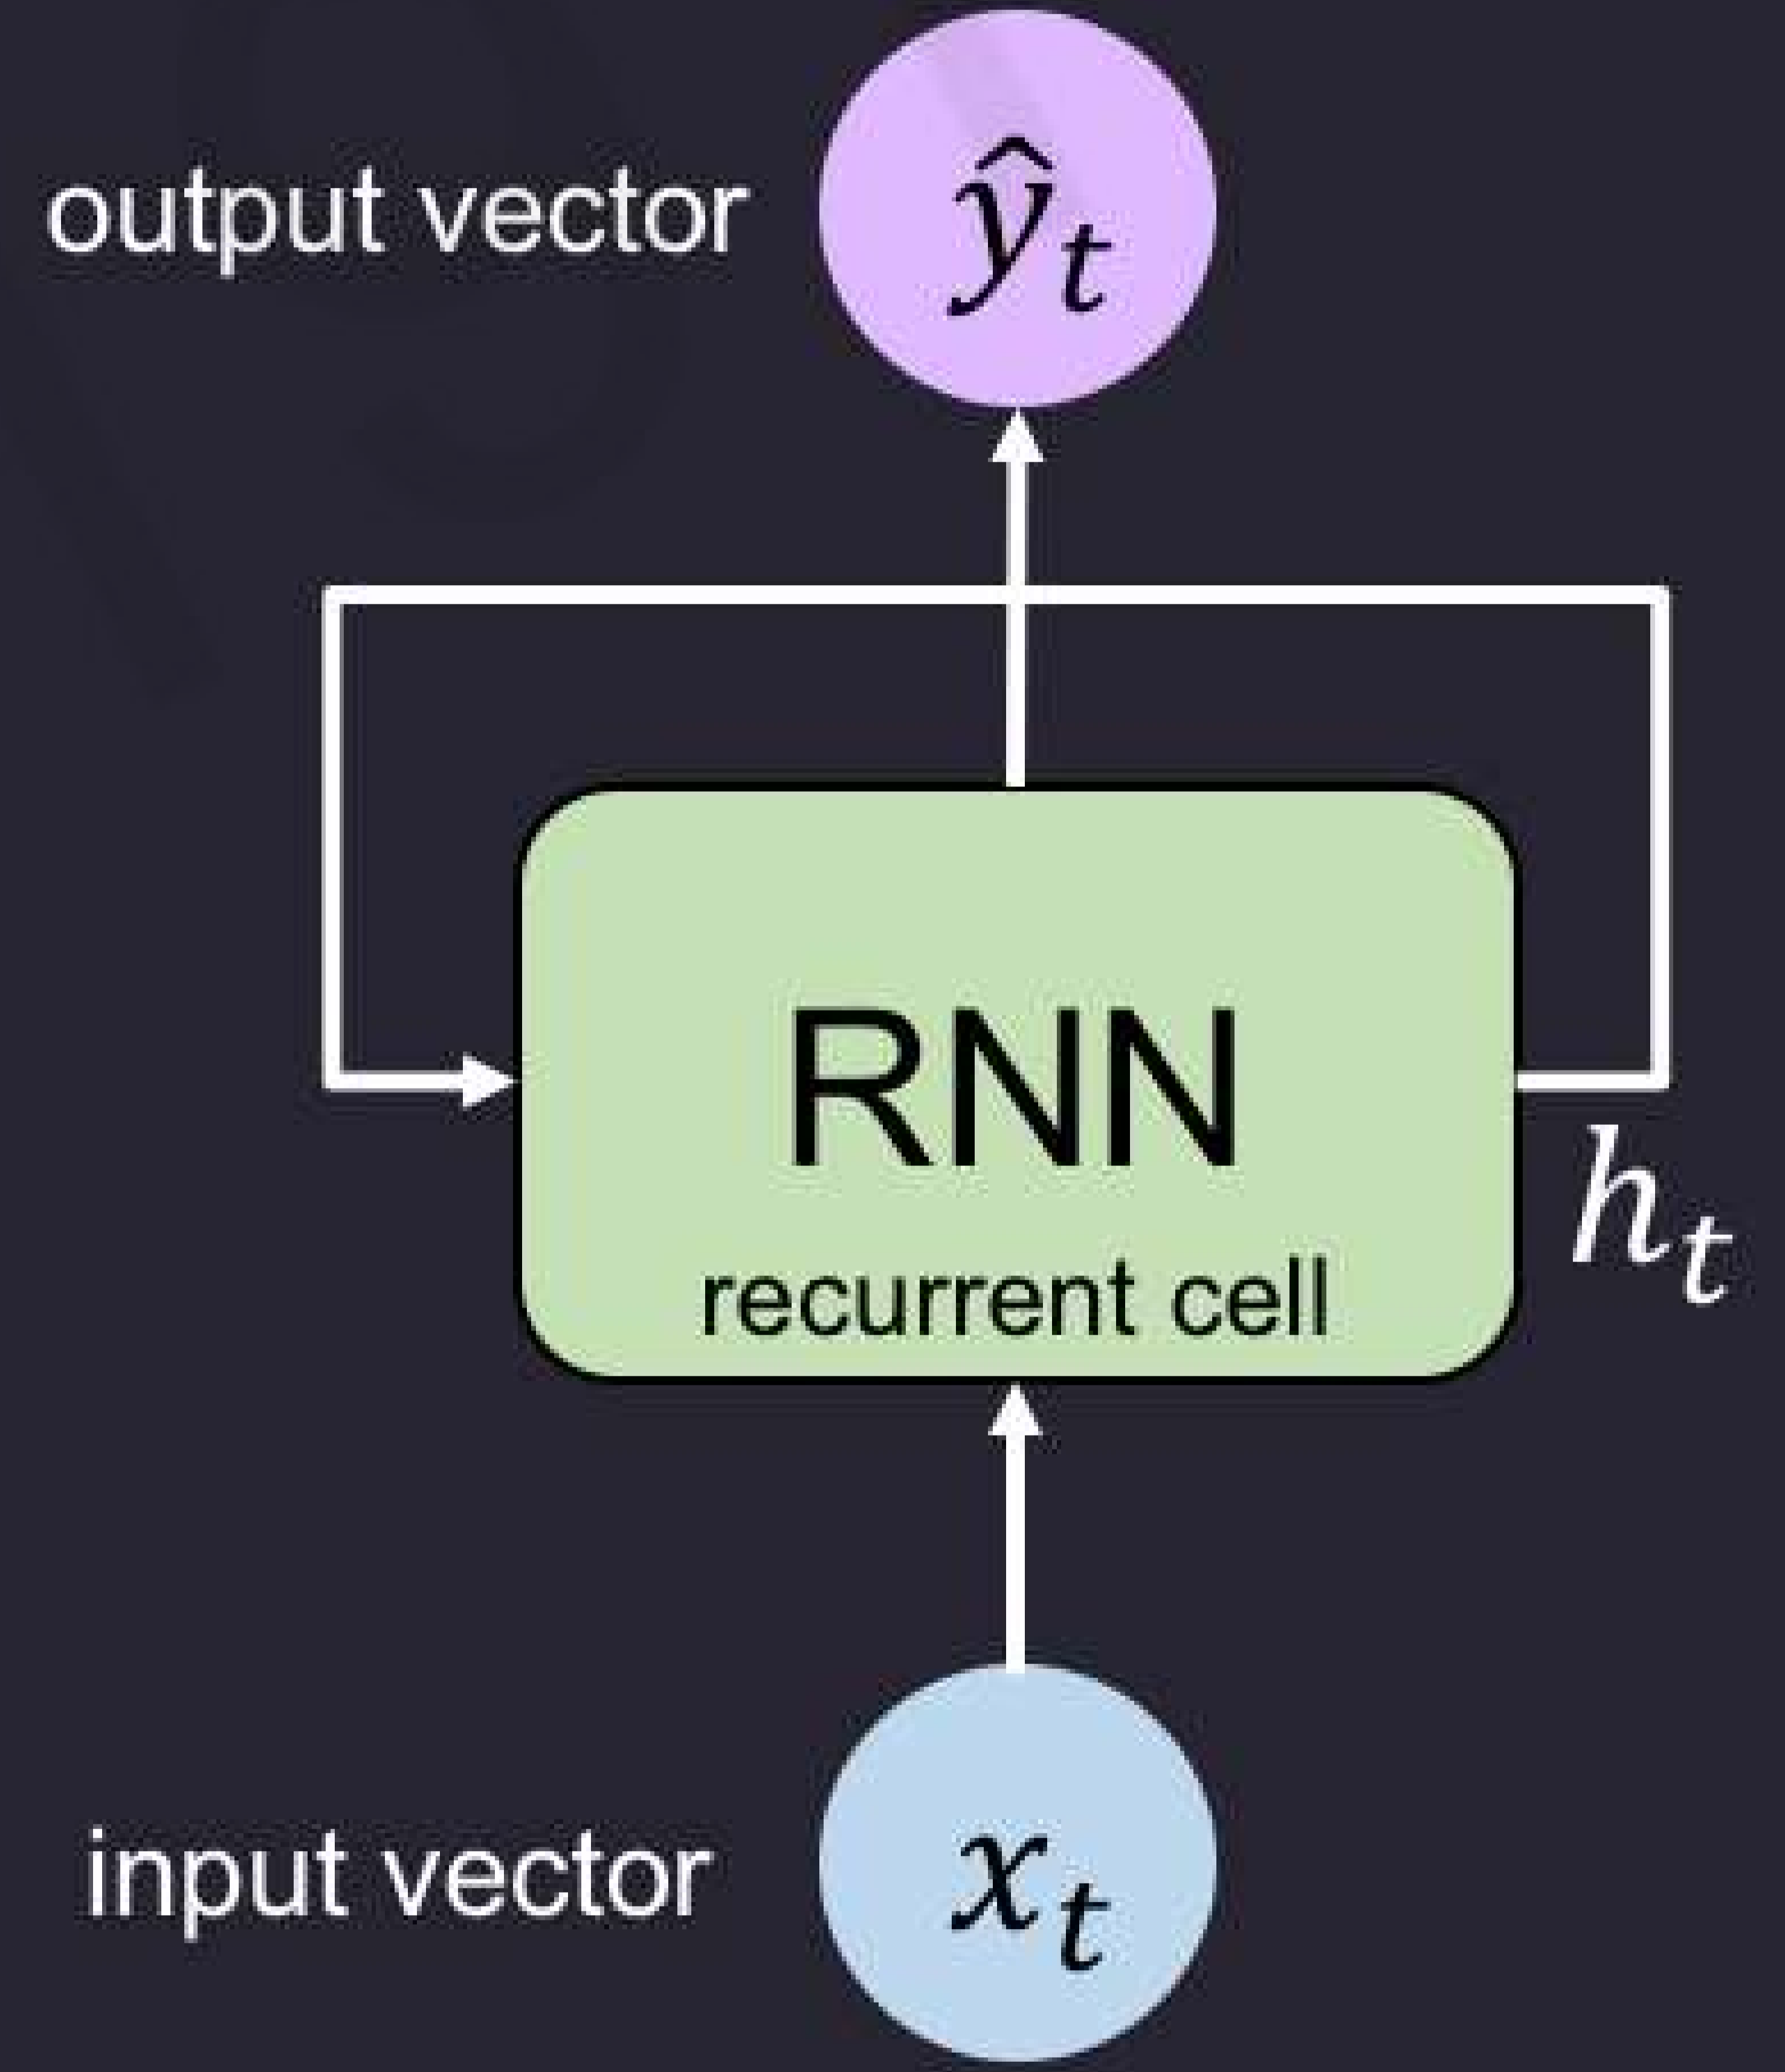 output vector
ŷt
RNN
ht
recurrent cell
input vector
xt